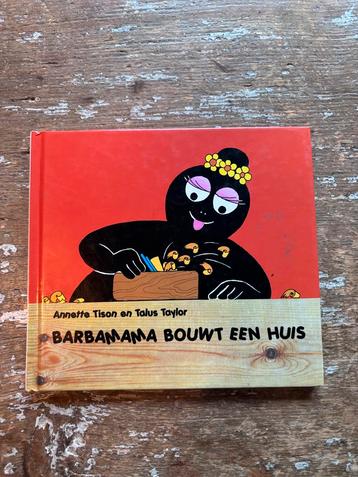 Annette Tison en Talus Taylor
BARBAMAMA BOUWT EEN HUIS